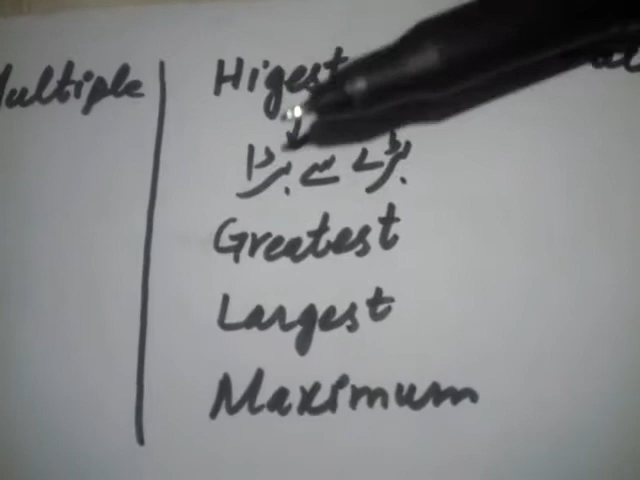 Multiple
Higest
بڑے سے بڑا
Greatest
Largest
Maximum